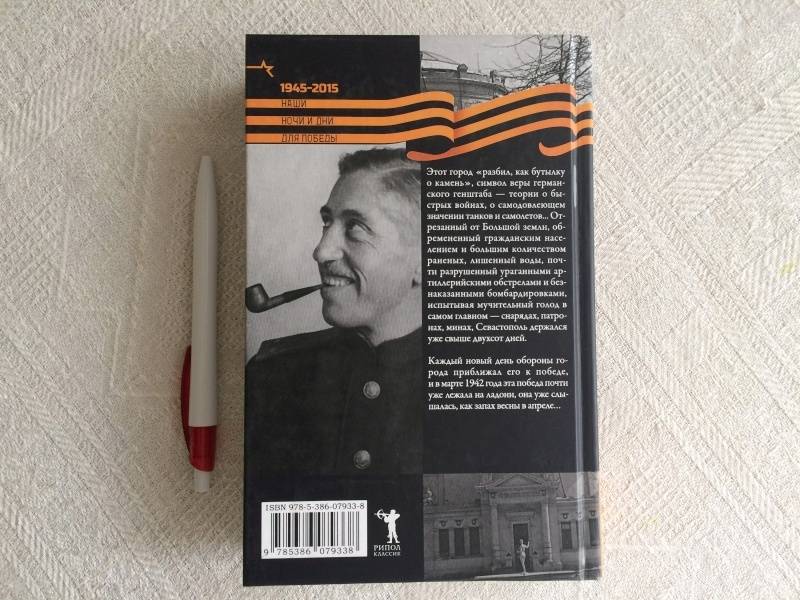 1945–2015
НАШИ
НОЧИ И ДНИ
ДЛЯ ПОБЕДЫ
Этот город «разбил, как бутылку
о камень», символ веры герман-
ского генштаба — теории о бы-
стрых войнах, о самодовлеющем
значении танков и самолетов... От-
резанный от Большой земли, об-
ремененный гражданским насе-
лением и большим количеством
раненых, лишенный воды, поч-
ти разрушенный ураганными ар-
тиллерийскими обстрелами и без-
наказанными бомбардировками,
испытывая мучительный голод в
самом главном — снарядах, патро-
нах, минах, Севастополь держался
уже свыше двухсот дней.
Каждый новый день обороны го-
рода приближал его к победе,
и в марте 1942 года эта победа почти
уже лежала на ладони, она уже слы-
шалась, как запах весны в апреле...
ISBN 978-5-386-07933-8
9 785386 079338
РИПОЛ
КЛАССИК